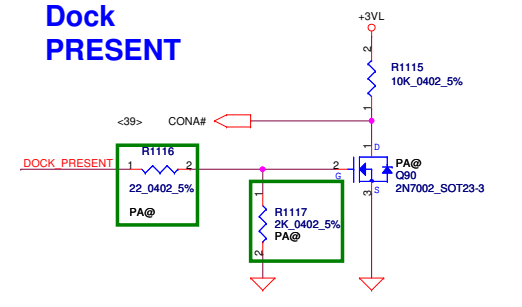 Dock
PRESENT
+3VL
2
R1115
10K_0402_5%
1
<39>
CONA#
R1116
DOCK_PRESENT
1
2
22_0402_5%
PA@
1
R1117
2K_0402_5%
PA@
2
1
D
2
G
PA@
Q90
2N7002_SOT23-3
3
S